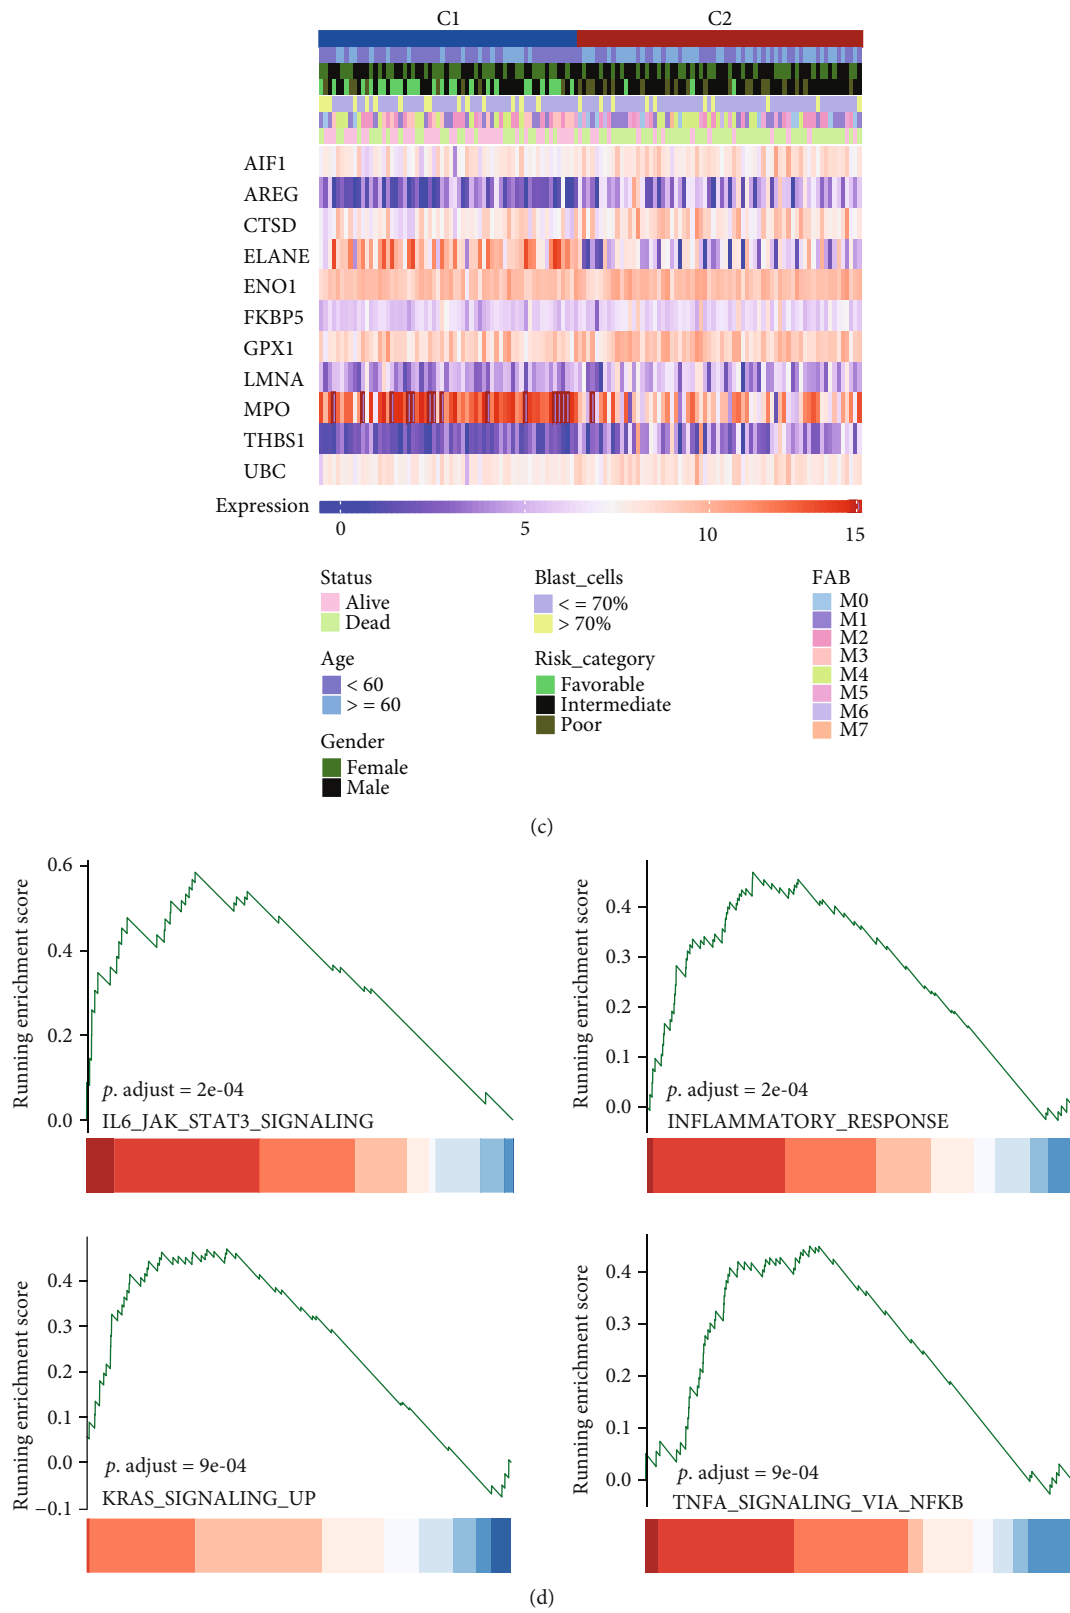 C1 C2
AIF1
AREG
CTSD
ELANE
ENO1
FKBP5
GPX1
LMNA
MPO
THBS1
UBC
Expression
0 5 10 15
Status
Alive
Dead
Age
< 60
> = 60
Gender
Female
Male
Blast_cells
< = 70%
> 70%
Risk_category
Favorable
Intermediate
Poor
FAB
M0
M1
M2
M3
M4
M5
M6
M7
(c)
Running enrichment score
0.6
0.4
0.2
0.0
p. adjust = 2e-04
IL6_JAK_STAT3_SIGNALING
Running enrichment score
0.4
0.3
0.2
0.1
0.0
p. adjust = 2e-04
INFLAMMATORY_RESPONSE
Running enrichment score
0.4
0.3
0.2
0.1
0.0
−0.1
p. adjust = 9e-04
KRAS_SIGNALING_UP
Running enrichment score
0.4
0.3
0.2
0.1
0.0
p. adjust = 9e-04
TNFA_SIGNALING_VIA_NFKB
(d)